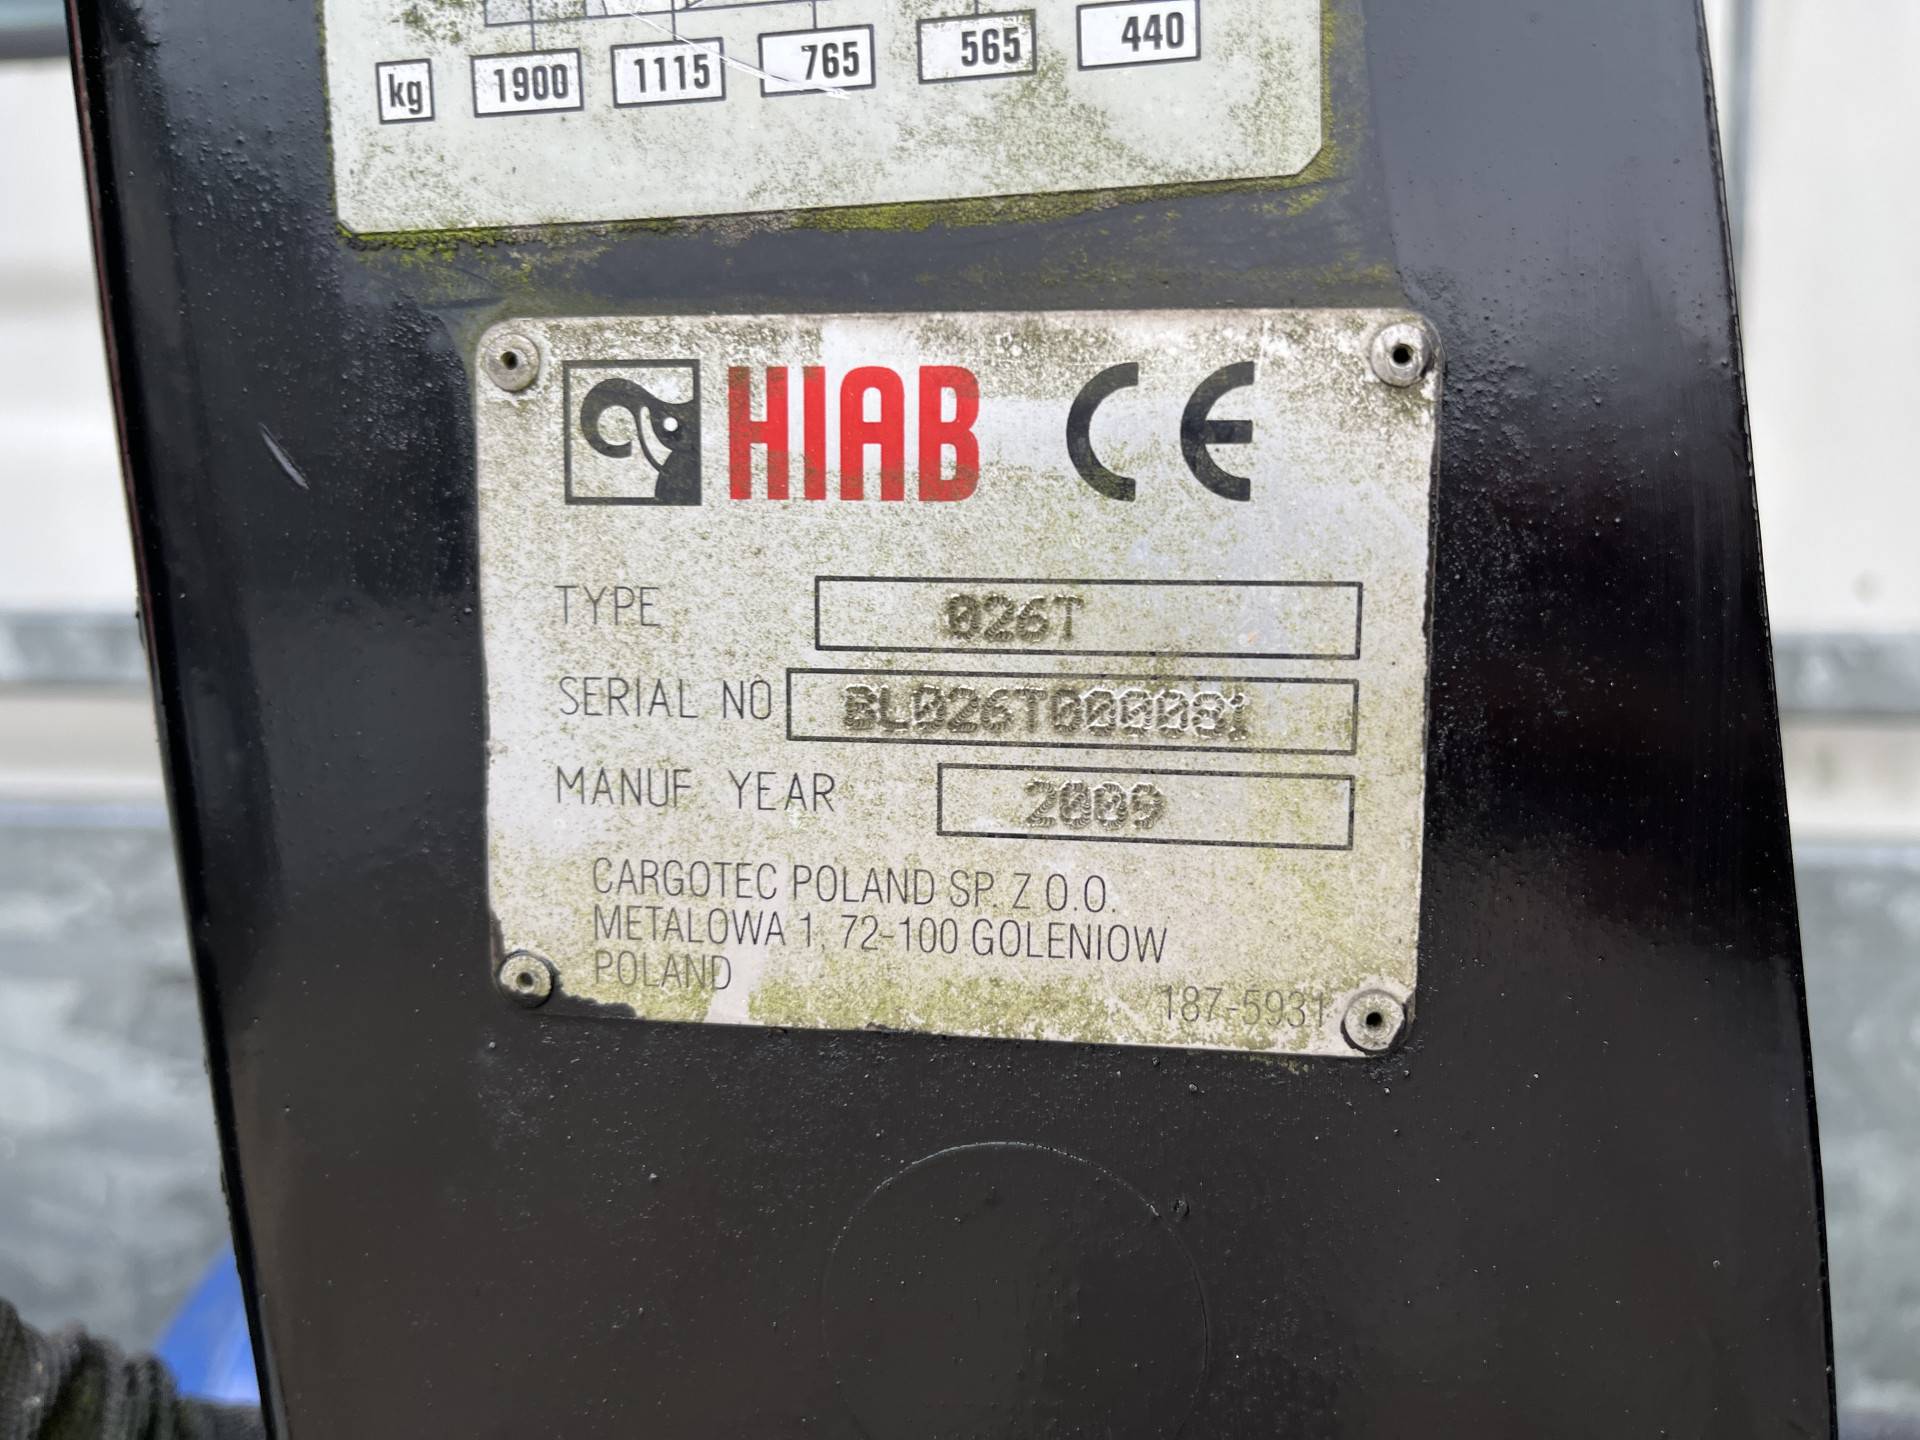 kg 1900 1115 765 565 440
HIAB CE
TYPE 026T
SERIAL NO BL026T000081
MANUF YEAR 2009
CARGOTEC POLAND SP. Z O.O.
METALOWA 1, 72-100 GOLENIOW
POLAND
187-5931